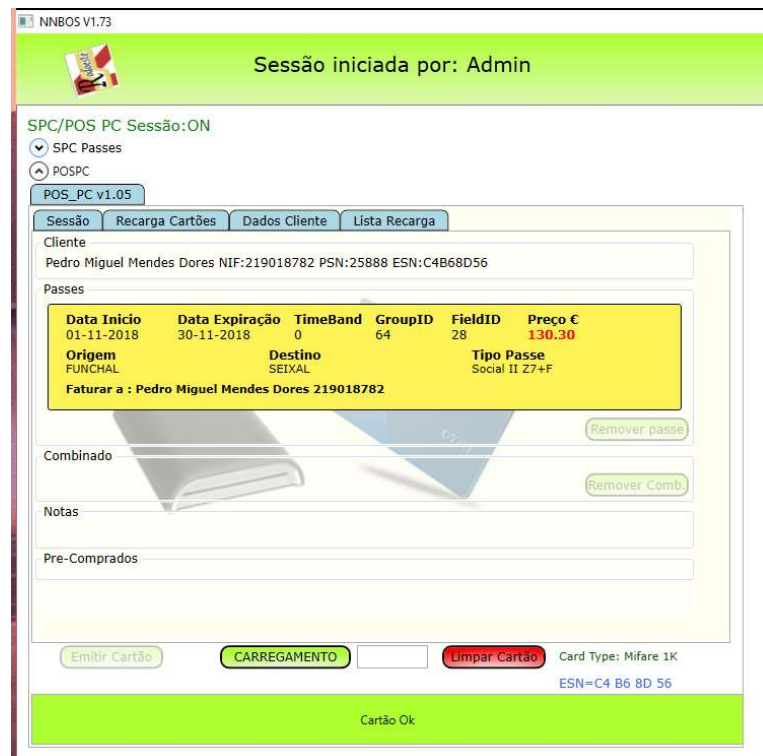 NNBOS V1.73
Rodoeste
Sessão iniciada por: Admin
SPC/POS PC Sessão:ON
SPC Passes
POSPC
POS_PC v1.05
Sessão Recarga Cartões Dados Cliente Lista Recarga
Cliente
Pedro Miguel Mendes Dores NIF:219018782 PSN:25888 ESN:C4B68D56
Passes
Data Inicio Data Expiração TimeBand GroupID FieldID Preço €
01-11-2018 30-11-2018 0 64 28 130.30
Origem Destino Tipo Passe
FUNCHAL SEIXAL Social II Z7+F
Faturar a : Pedro Miguel Mendes Dores 219018782
Remover passe
Combinado
Remover Comb.
Notas
Pre-Comprados
Emitir Cartão CARREGAMENTO Limpar Cartão Card Type: Mifare 1K
ESN=C4 B6 8D 56
Cartão Ok